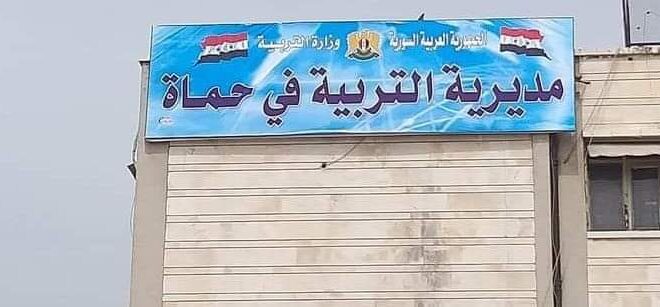 الجمهورية العربية السورية وزارة التربية
مديرية التربية في حماة